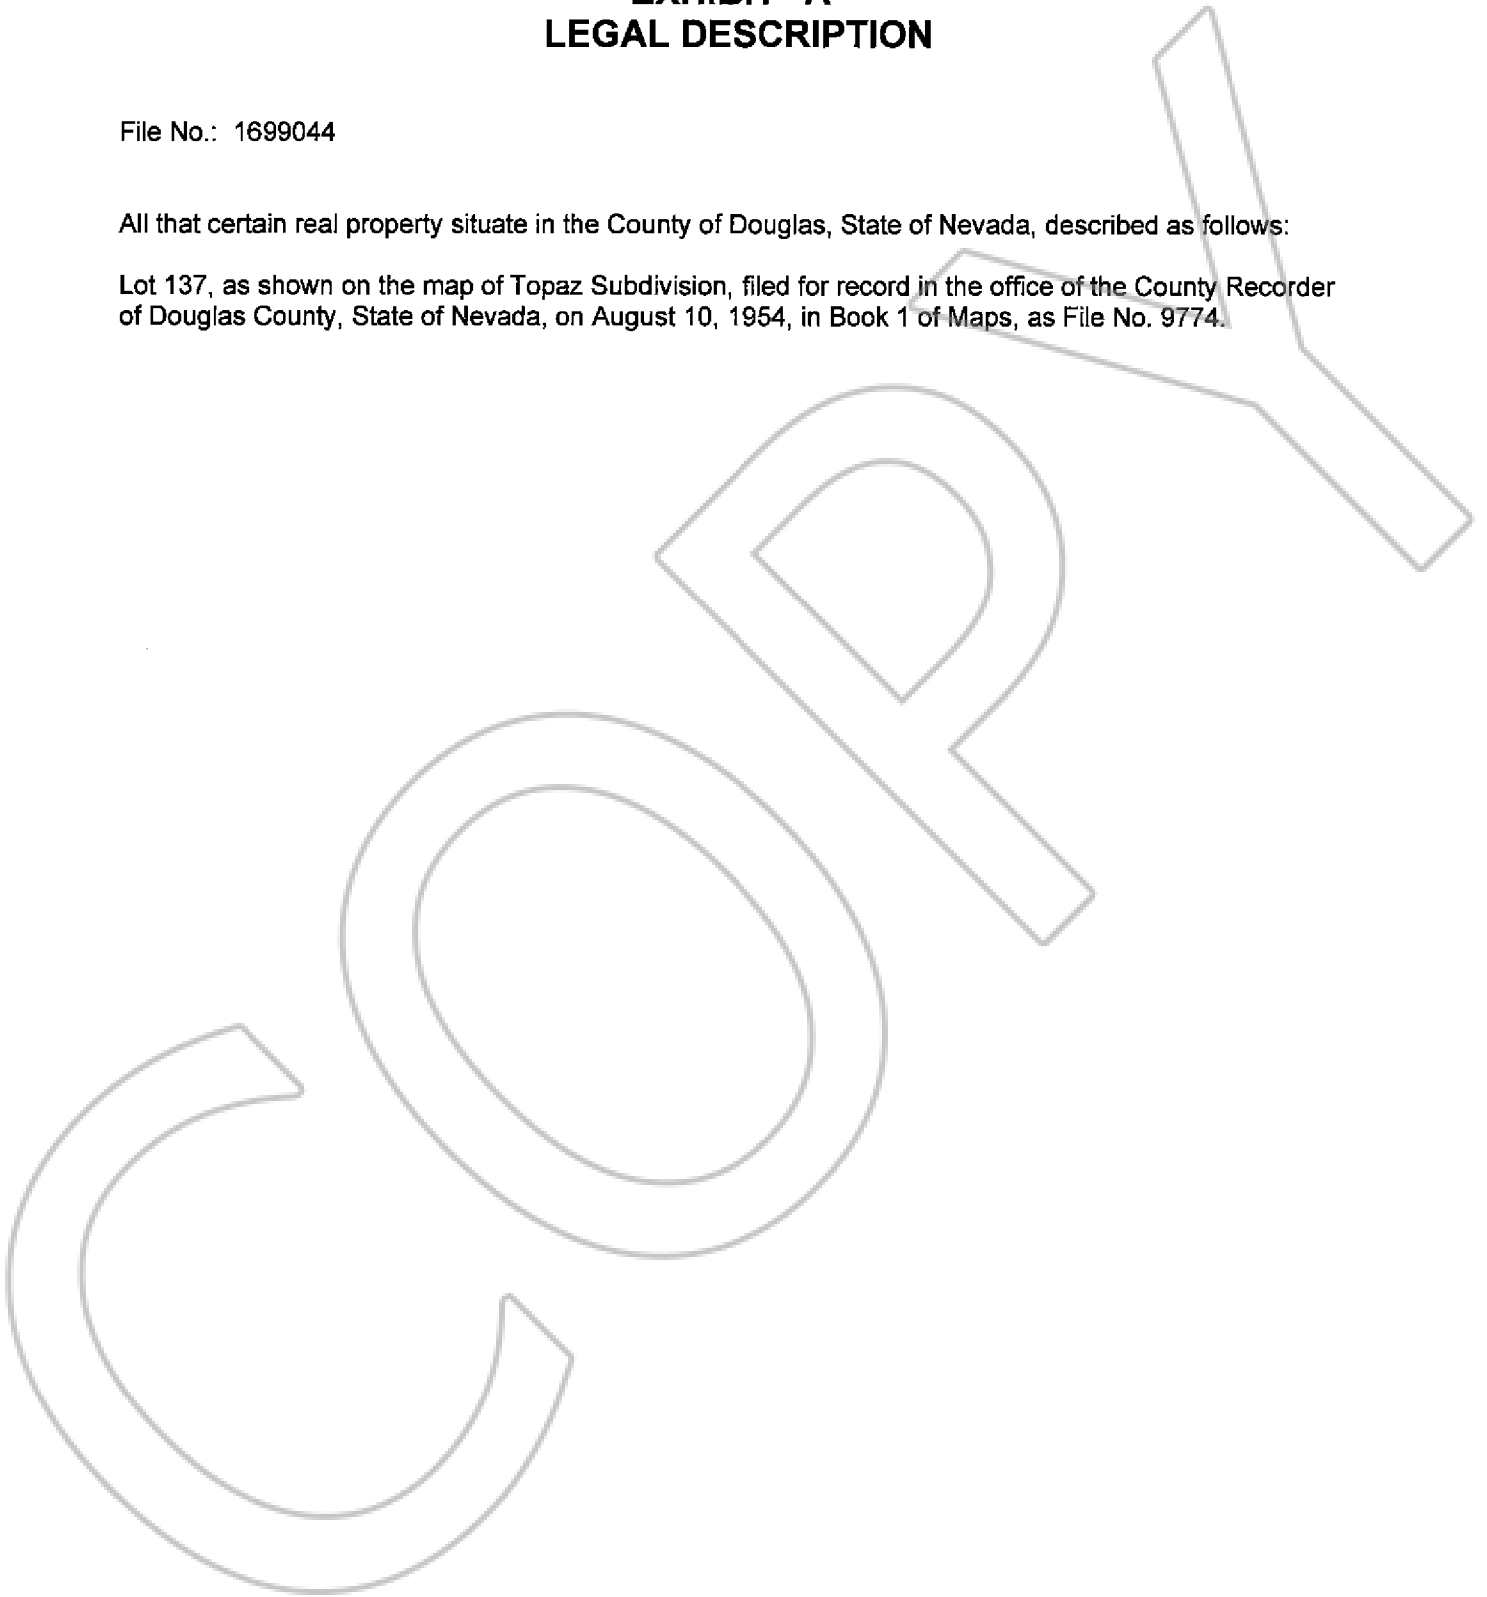 EXHIBIT "A"
LEGAL DESCRIPTION
File No.: 1699044
All that certain real property situate in the County of Douglas, State of Nevada, described as follows:
Lot 137, as shown on the map of Topaz Subdivision, filed for record in the office of the County Recorder
of Douglas County, State of Nevada, on August 10, 1954, in Book 1 of Maps, as File No. 9774.
COPY